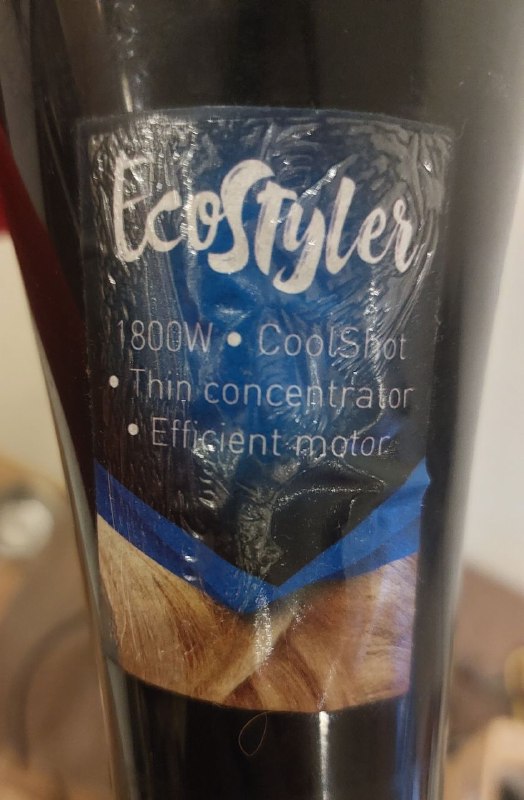 EcoStyler
1800W • CoolShot
• Thin concentrator
• Efficient motor